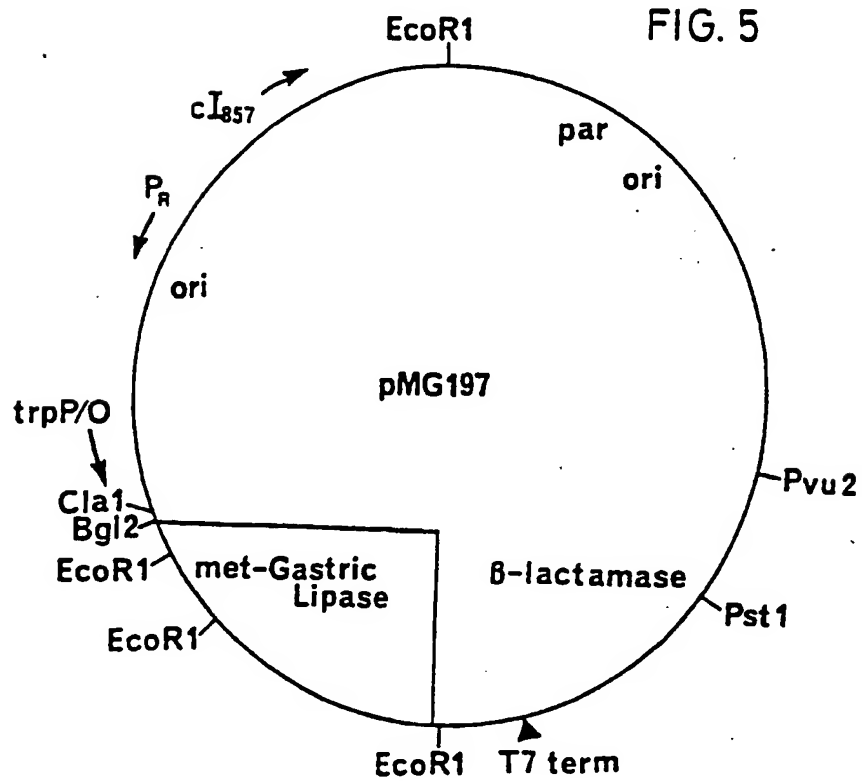 FIG. 5
EcoR1
cI857
par
ori
PR
ori
pMG197
trpP/O
Cla1
Bgl2
EcoR1
EcoR1
met-Gastric
Lipase
β-lactamase
Pvu2
Pst1
EcoR1
T7 term